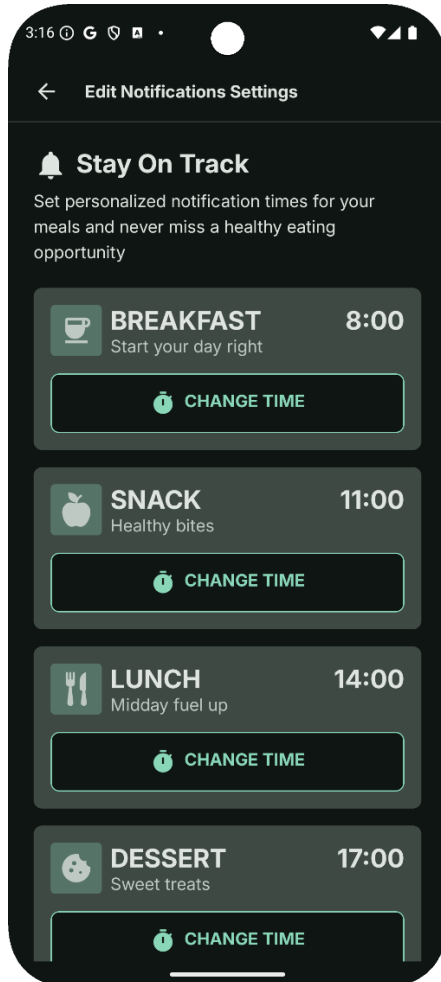 3:16
Edit Notifications Settings
Stay On Track
Set personalized notification times for your
meals and never miss a healthy eating
opportunity
BREAKFAST 8:00
Start your day right
CHANGE TIME
SNACK 11:00
Healthy bites
CHANGE TIME
LUNCH 14:00
Midday fuel up
CHANGE TIME
DESSERT 17:00
Sweet treats
CHANGE TIME